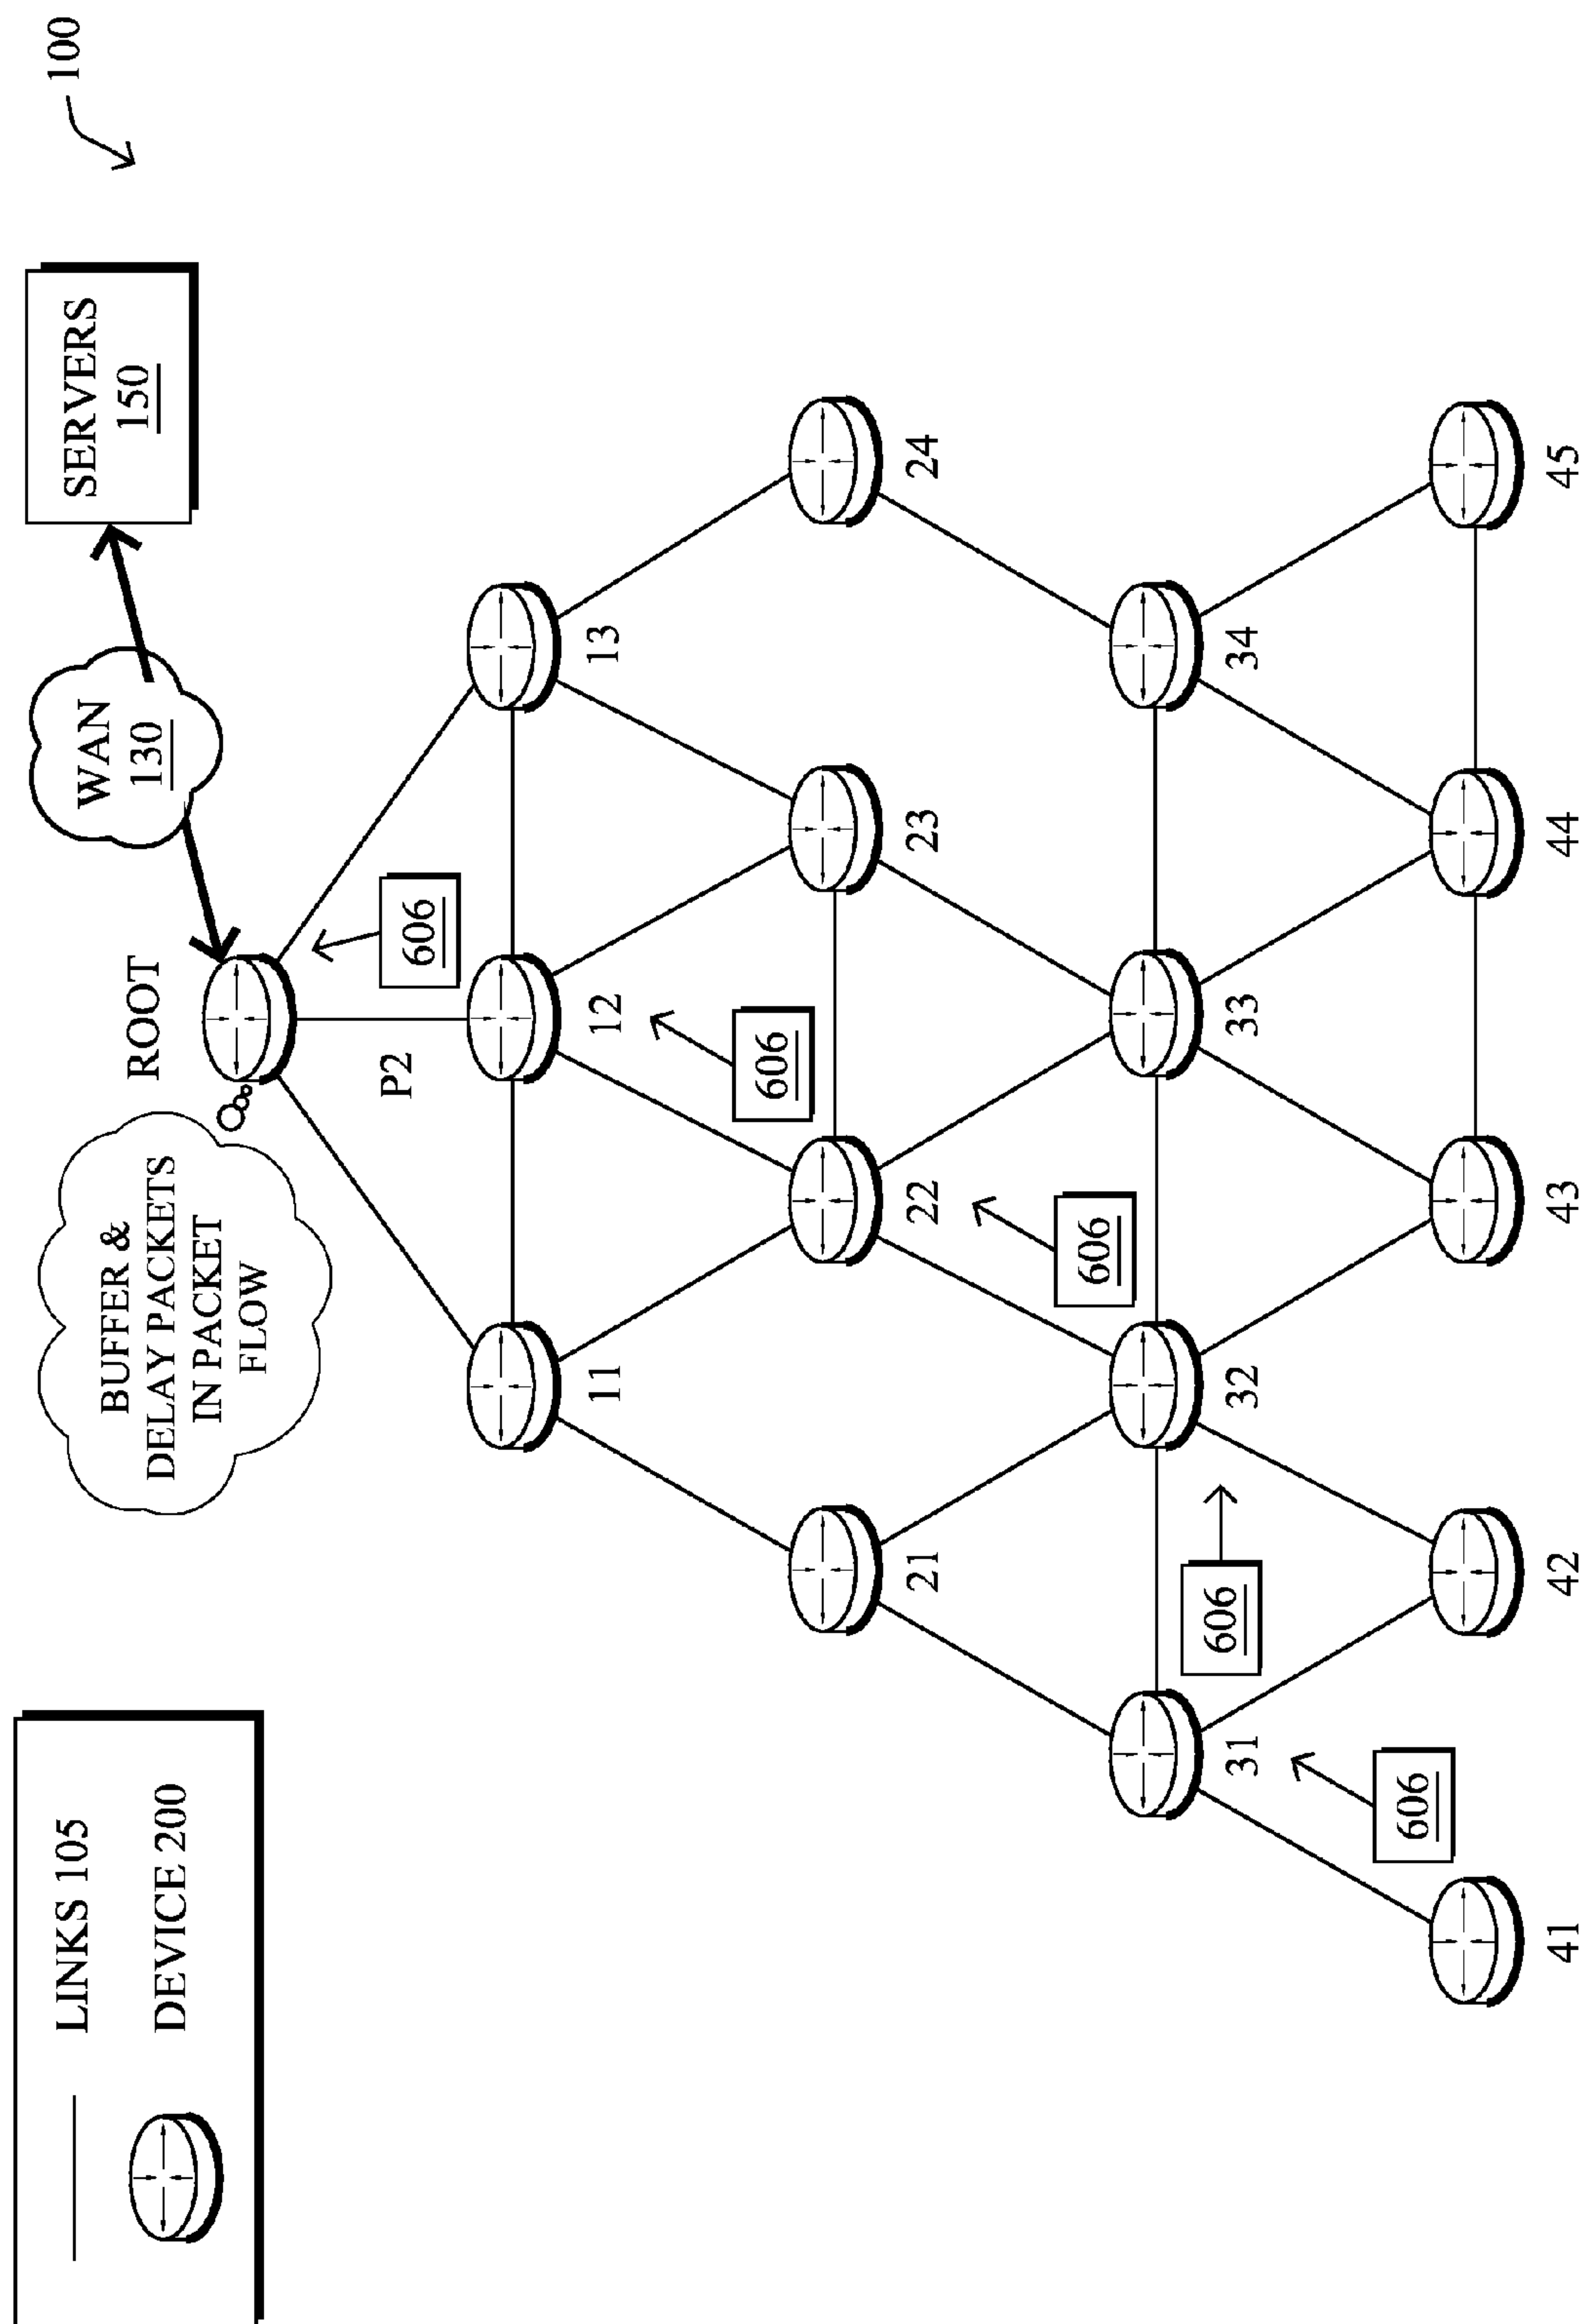 100
LINKS 105
DEVICE 200
BUFFER &
DELAY PACKETS
IN PACKET
FLOW
ROOT
WAN
130
SERVERS
150
P2
606
11
12
13
606
21
22
23
24
606
606
31
32
33
34
606
41
42
43
44
45